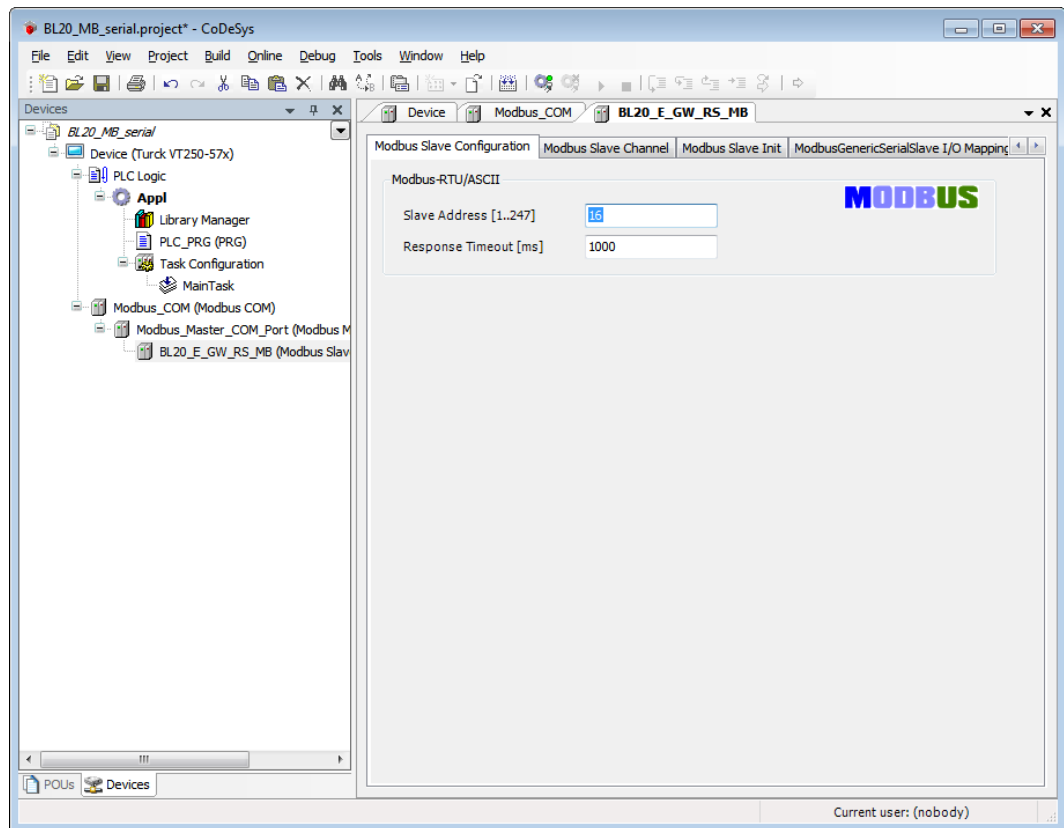 BL20_MB_serial.project* - CoDeSys
File Edit View Project Build Online Debug Tools Window Help
Devices
BL20_MB_serial
Device (Turck VT250-57x)
PLC Logic
Appl
Library Manager
PLC_PRG (PRG)
Task Configuration
MainTask
Modbus_COM (Modbus COM)
Modbus_Master_COM_Port (Modbus M
BL20_E_GW_RS_MB (Modbus Slav
POUs Devices
Device Modbus_COM BL20_E_GW_RS_MB
Modbus Slave Configuration Modbus Slave Channel Modbus Slave Init ModbusGenericSerialSlave I/O Mapping
Modbus-RTU/ASCII
MODBUS
Slave Address [1..247] 16
Response Timeout [ms] 1000
Current user: (nobody)